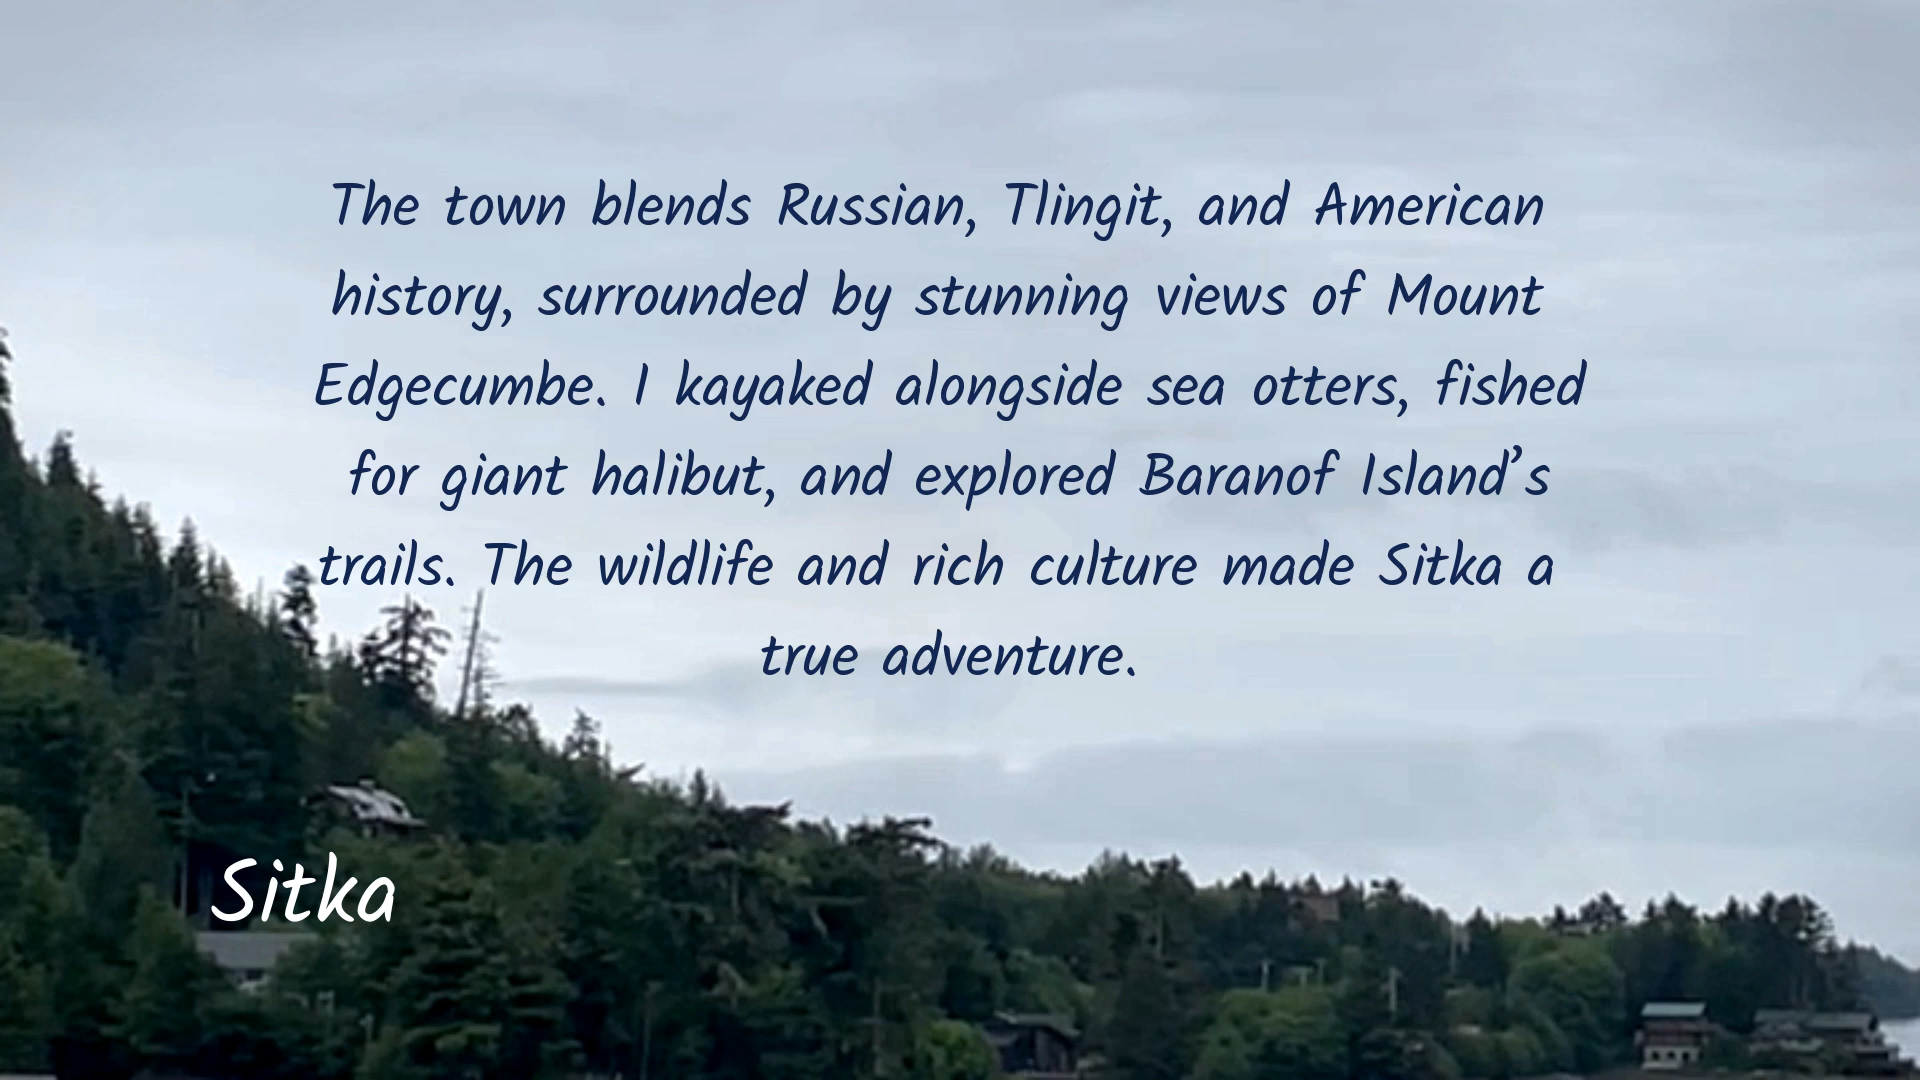 The town blends Russian, Tlingit, and American
history, surrounded by stunning views of Mount
Edgecumbe. I kayaked alongside sea otters, fished
for giant halibut, and explored Baranof Island’s
trails. The wildlife and rich culture made Sitka a
true adventure.
Sitka